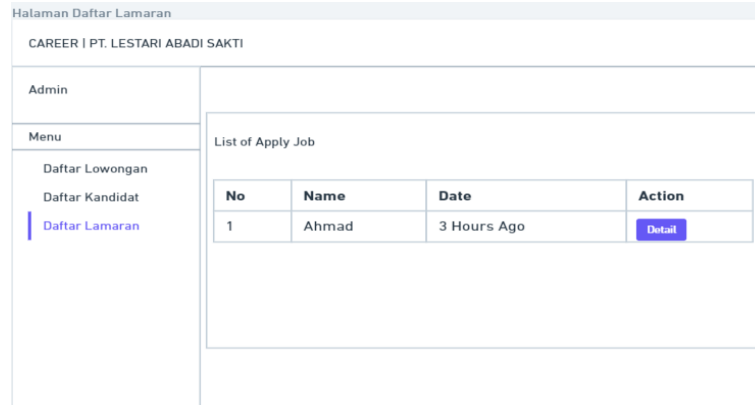 Halaman Daftar Lamaran
CAREER | PT. LESTARI ABADI SAKTI
Admin
Menu
Daftar Lowongan
Daftar Kandidat
Daftar Lamaran
List of Apply Job
No Name Date Action
1 Ahmad 3 Hours Ago Detail